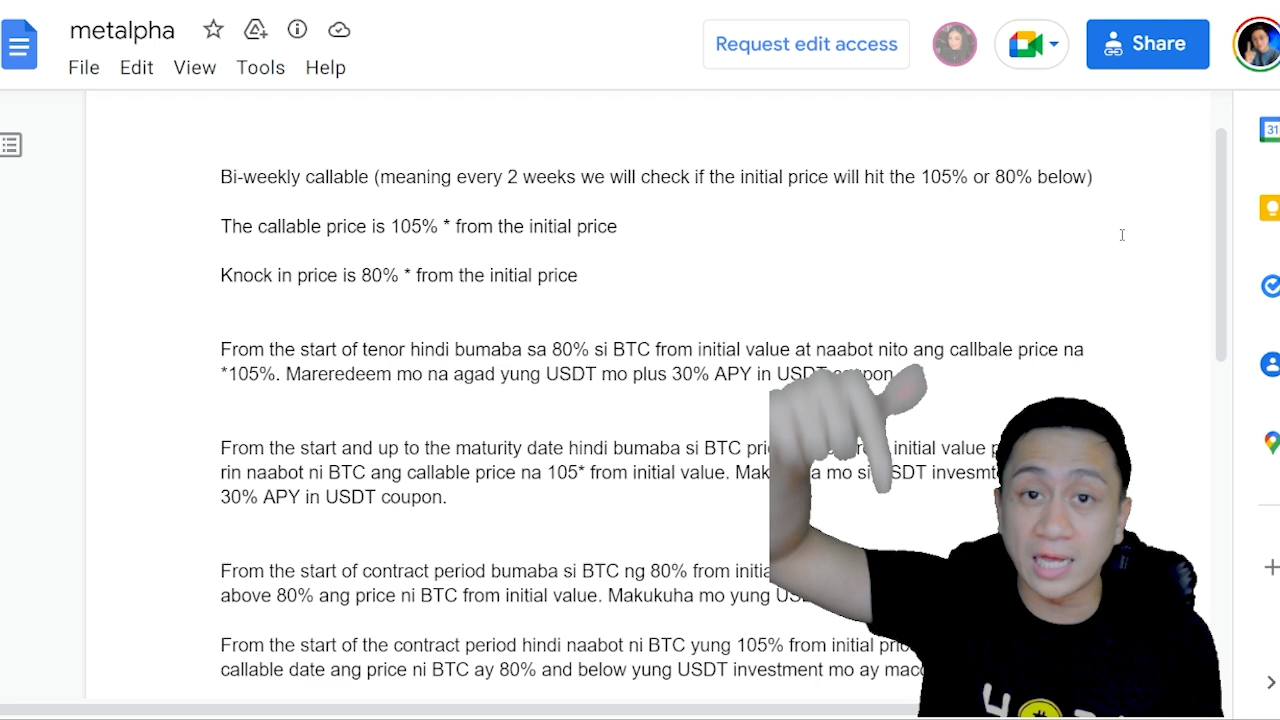 metalpha
Request edit access
Share
File Edit View Tools Help
31
Bi-weekly callable (meaning every 2 weeks we will check if the initial price will hit the 105% or 80% below)
The callable price is 105% * from the initial price
Knock in price is 80% * from the initial price
From the start of tenor hindi bumaba sa 80% si BTC from initial value at naabot nito ang callbale price na
*105%. Mareredeem mo na agad yung USDT mo plus 30% APY in USDT coupon
From the start and up to the maturity date hindi bumaba si BTC initial value
rin naabot ni BTC ang callable price na 105* from initial value. mo
30% APY in USDT coupon.
From the start of contract period bumaba si BTC ng 80% from
above 80% ang price ni BTC from initial value. Makukuha mo yung
From the start of the contract period hindi naabot ni BTC yung 105% from initial
callable date ang price ni BTC ay 80% and below yung USDT investment mo ay